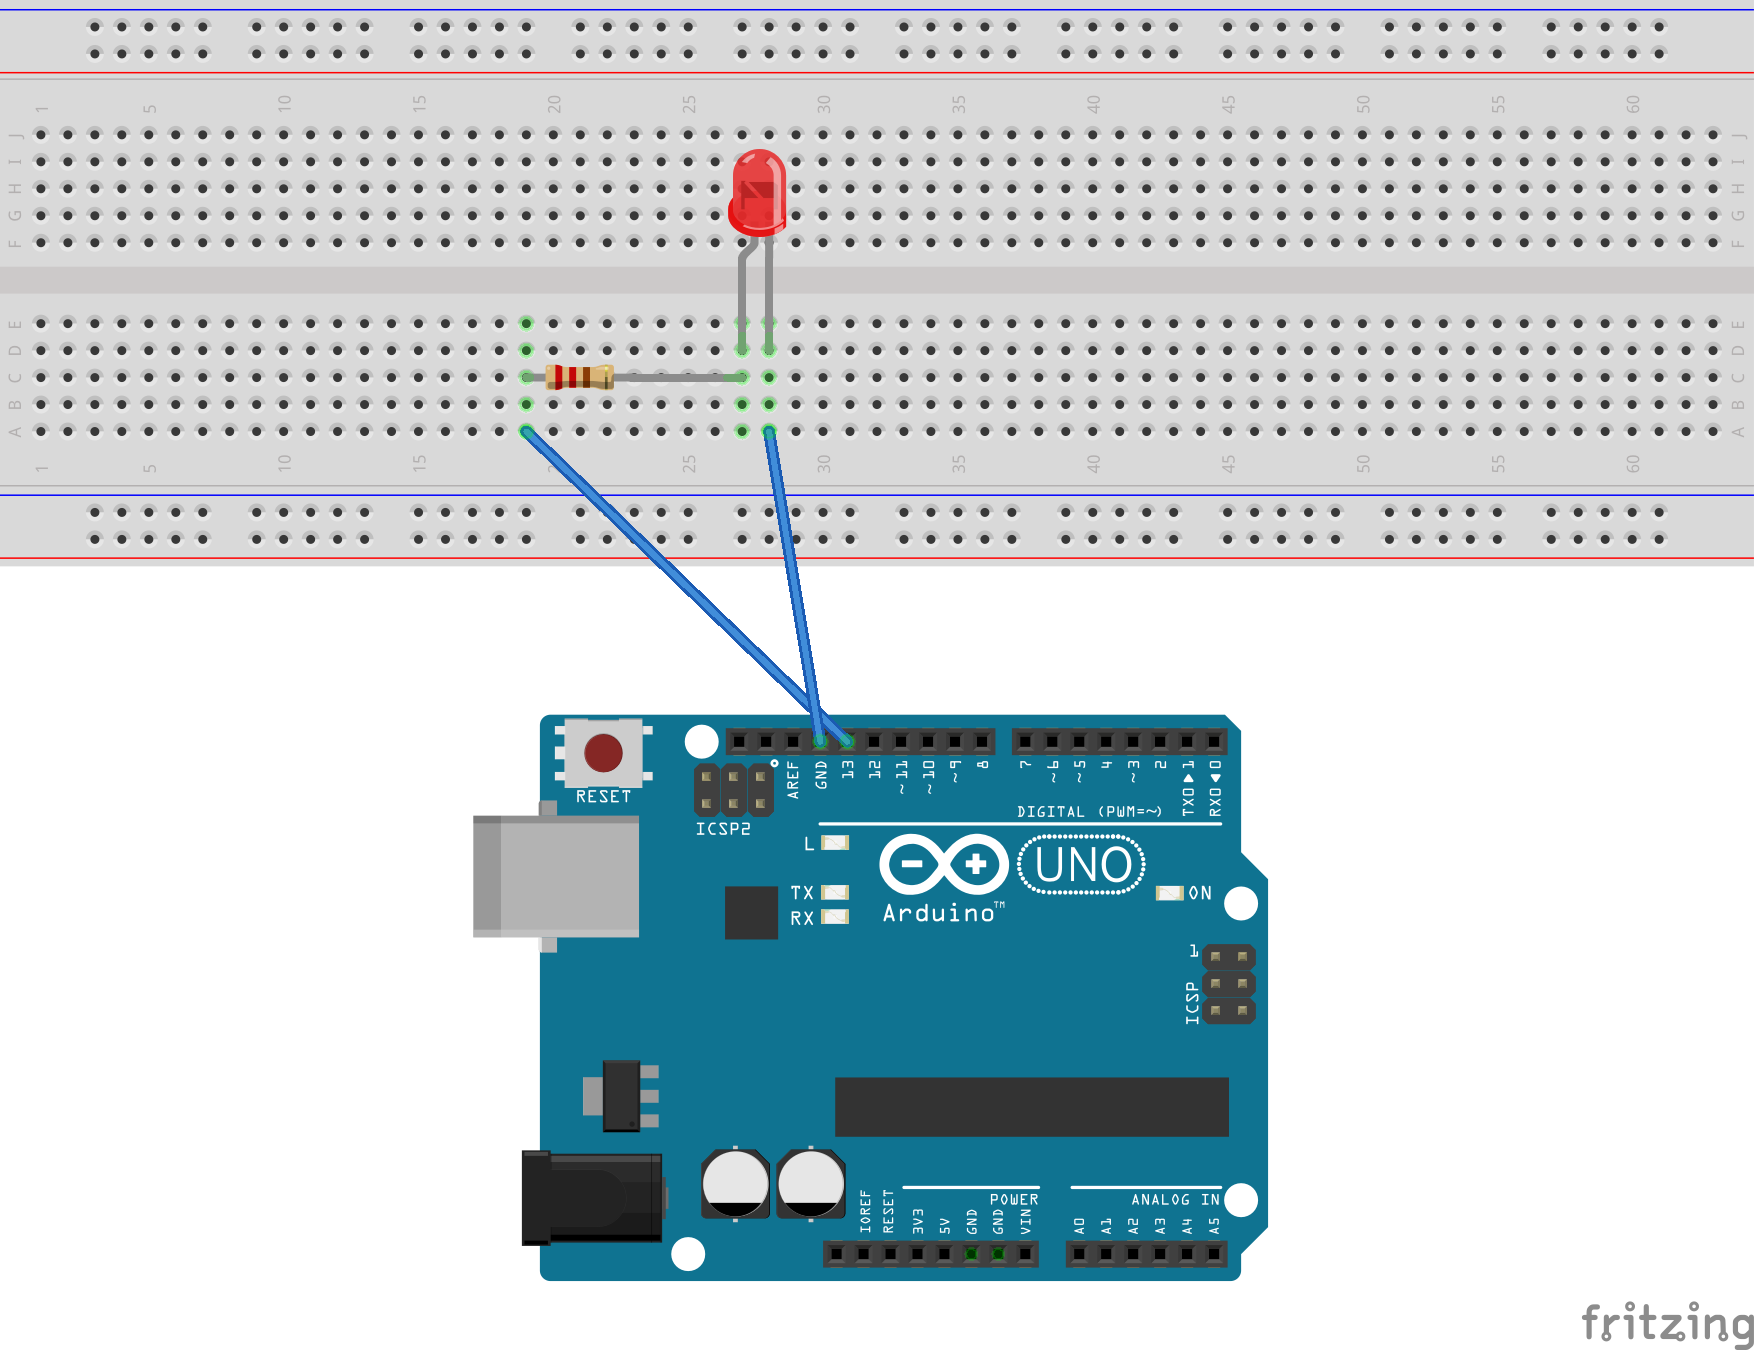 1 5 10 15 20 25 30 35 40 45 50 55 60
J J
I I
H H
G G
F F
E E
D D
C C
B B
A A
1 5 10 15 25 30 35 40 45 50 55 60
RESET
ICSP2
AREF
GND
13
12
~11
~10
~9
8
7
~6
~5
4
~3
2
TX0 1
RX0 0
DIGITAL (PWM=~)
L
TX
RX
UNO
Arduino™
ON
1
ICSP
IOREF
RESET
3V3
5V
GND
GND
VIN
POWER
ANALOG IN
A0
A1
A2
A3
A4
A5
fritzing